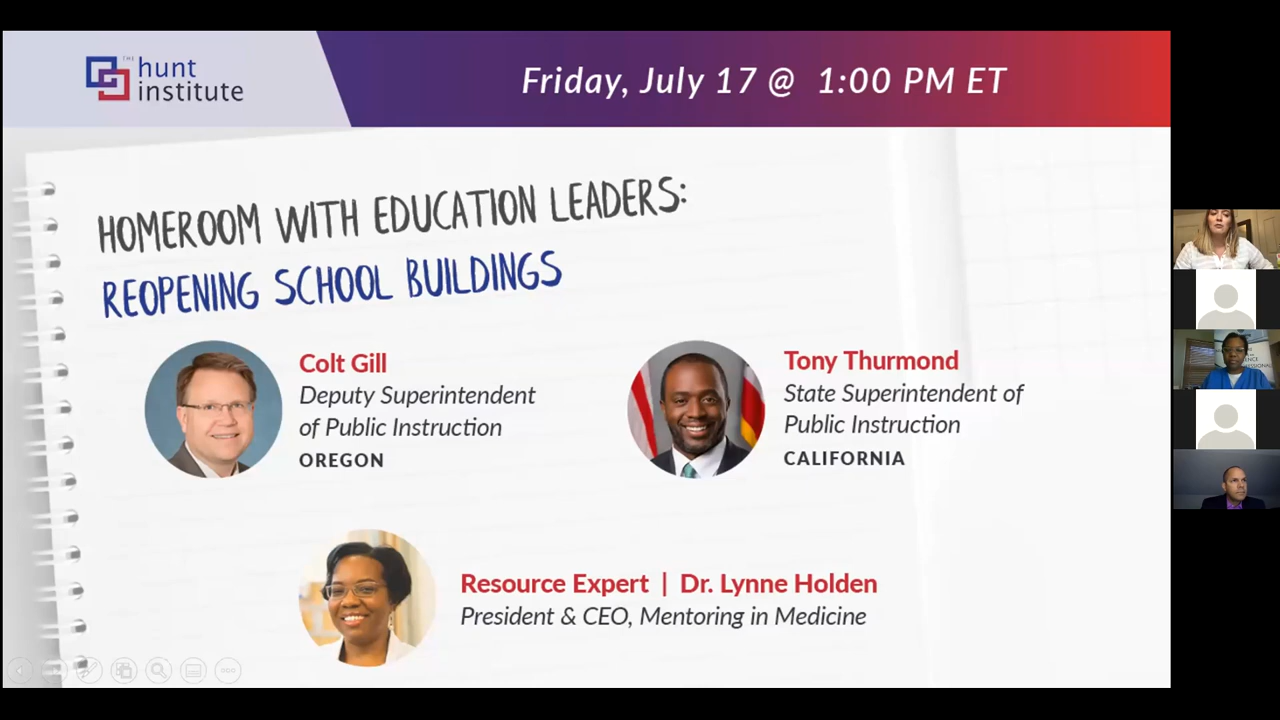 THE
hunt
institute
Friday, July 17 @ 1:00 PM ET
HOMEROOM WITH EDUCATION LEADERS:
REOPENING SCHOOL BUILDINGS
Colt Gill
Deputy Superintendent
of Public Instruction
OREGON
Tony Thurmond
State Superintendent of
Public Instruction
CALIFORNIA
Resource Expert | Dr. Lynne Holden
President & CEO, Mentoring in Medicine